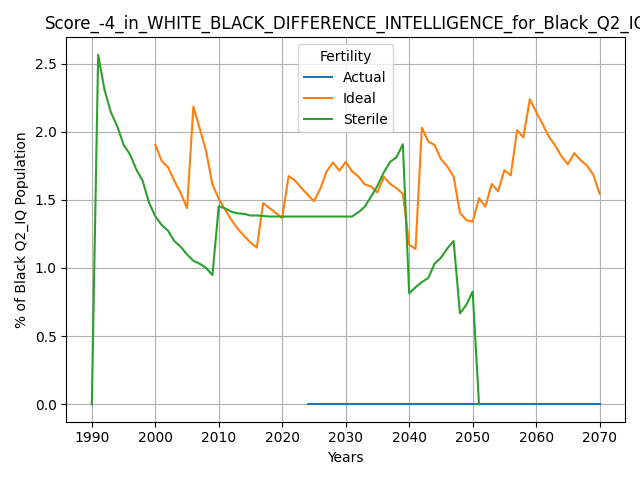 Score_-4_in_WHITE_BLACK_DIFFERENCE_INTELLIGENCE_for_Black_Q2_IQ
Fertility
Actual
Ideal
Sterile
% of Black Q2_IQ Population
2.5
2.0
1.5
1.0
0.5
0.0
1990 2000 2010 2020 2030 2040 2050 2060 2070
Years